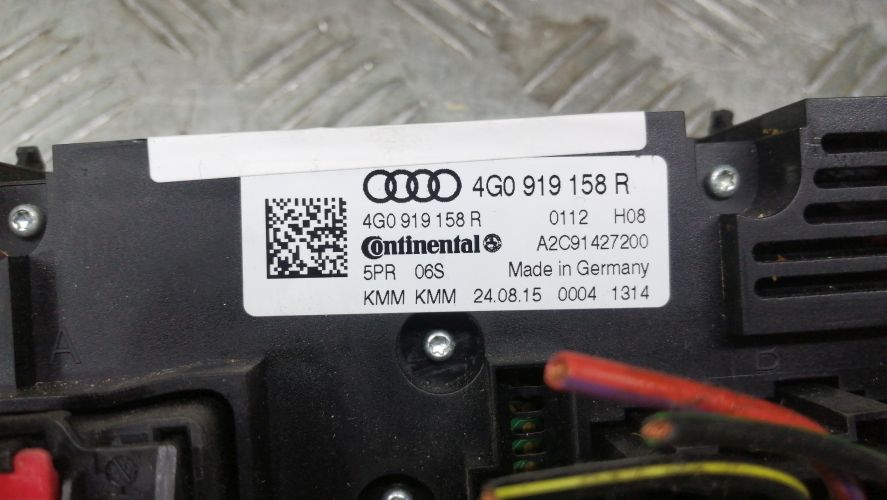 4G0 919 158 R
4G0 919 158 R 0112 H08
Continental A2C91427200
5PR 06S Made in Germany
KMM KMM 24.08.15 0004 1314
A
B